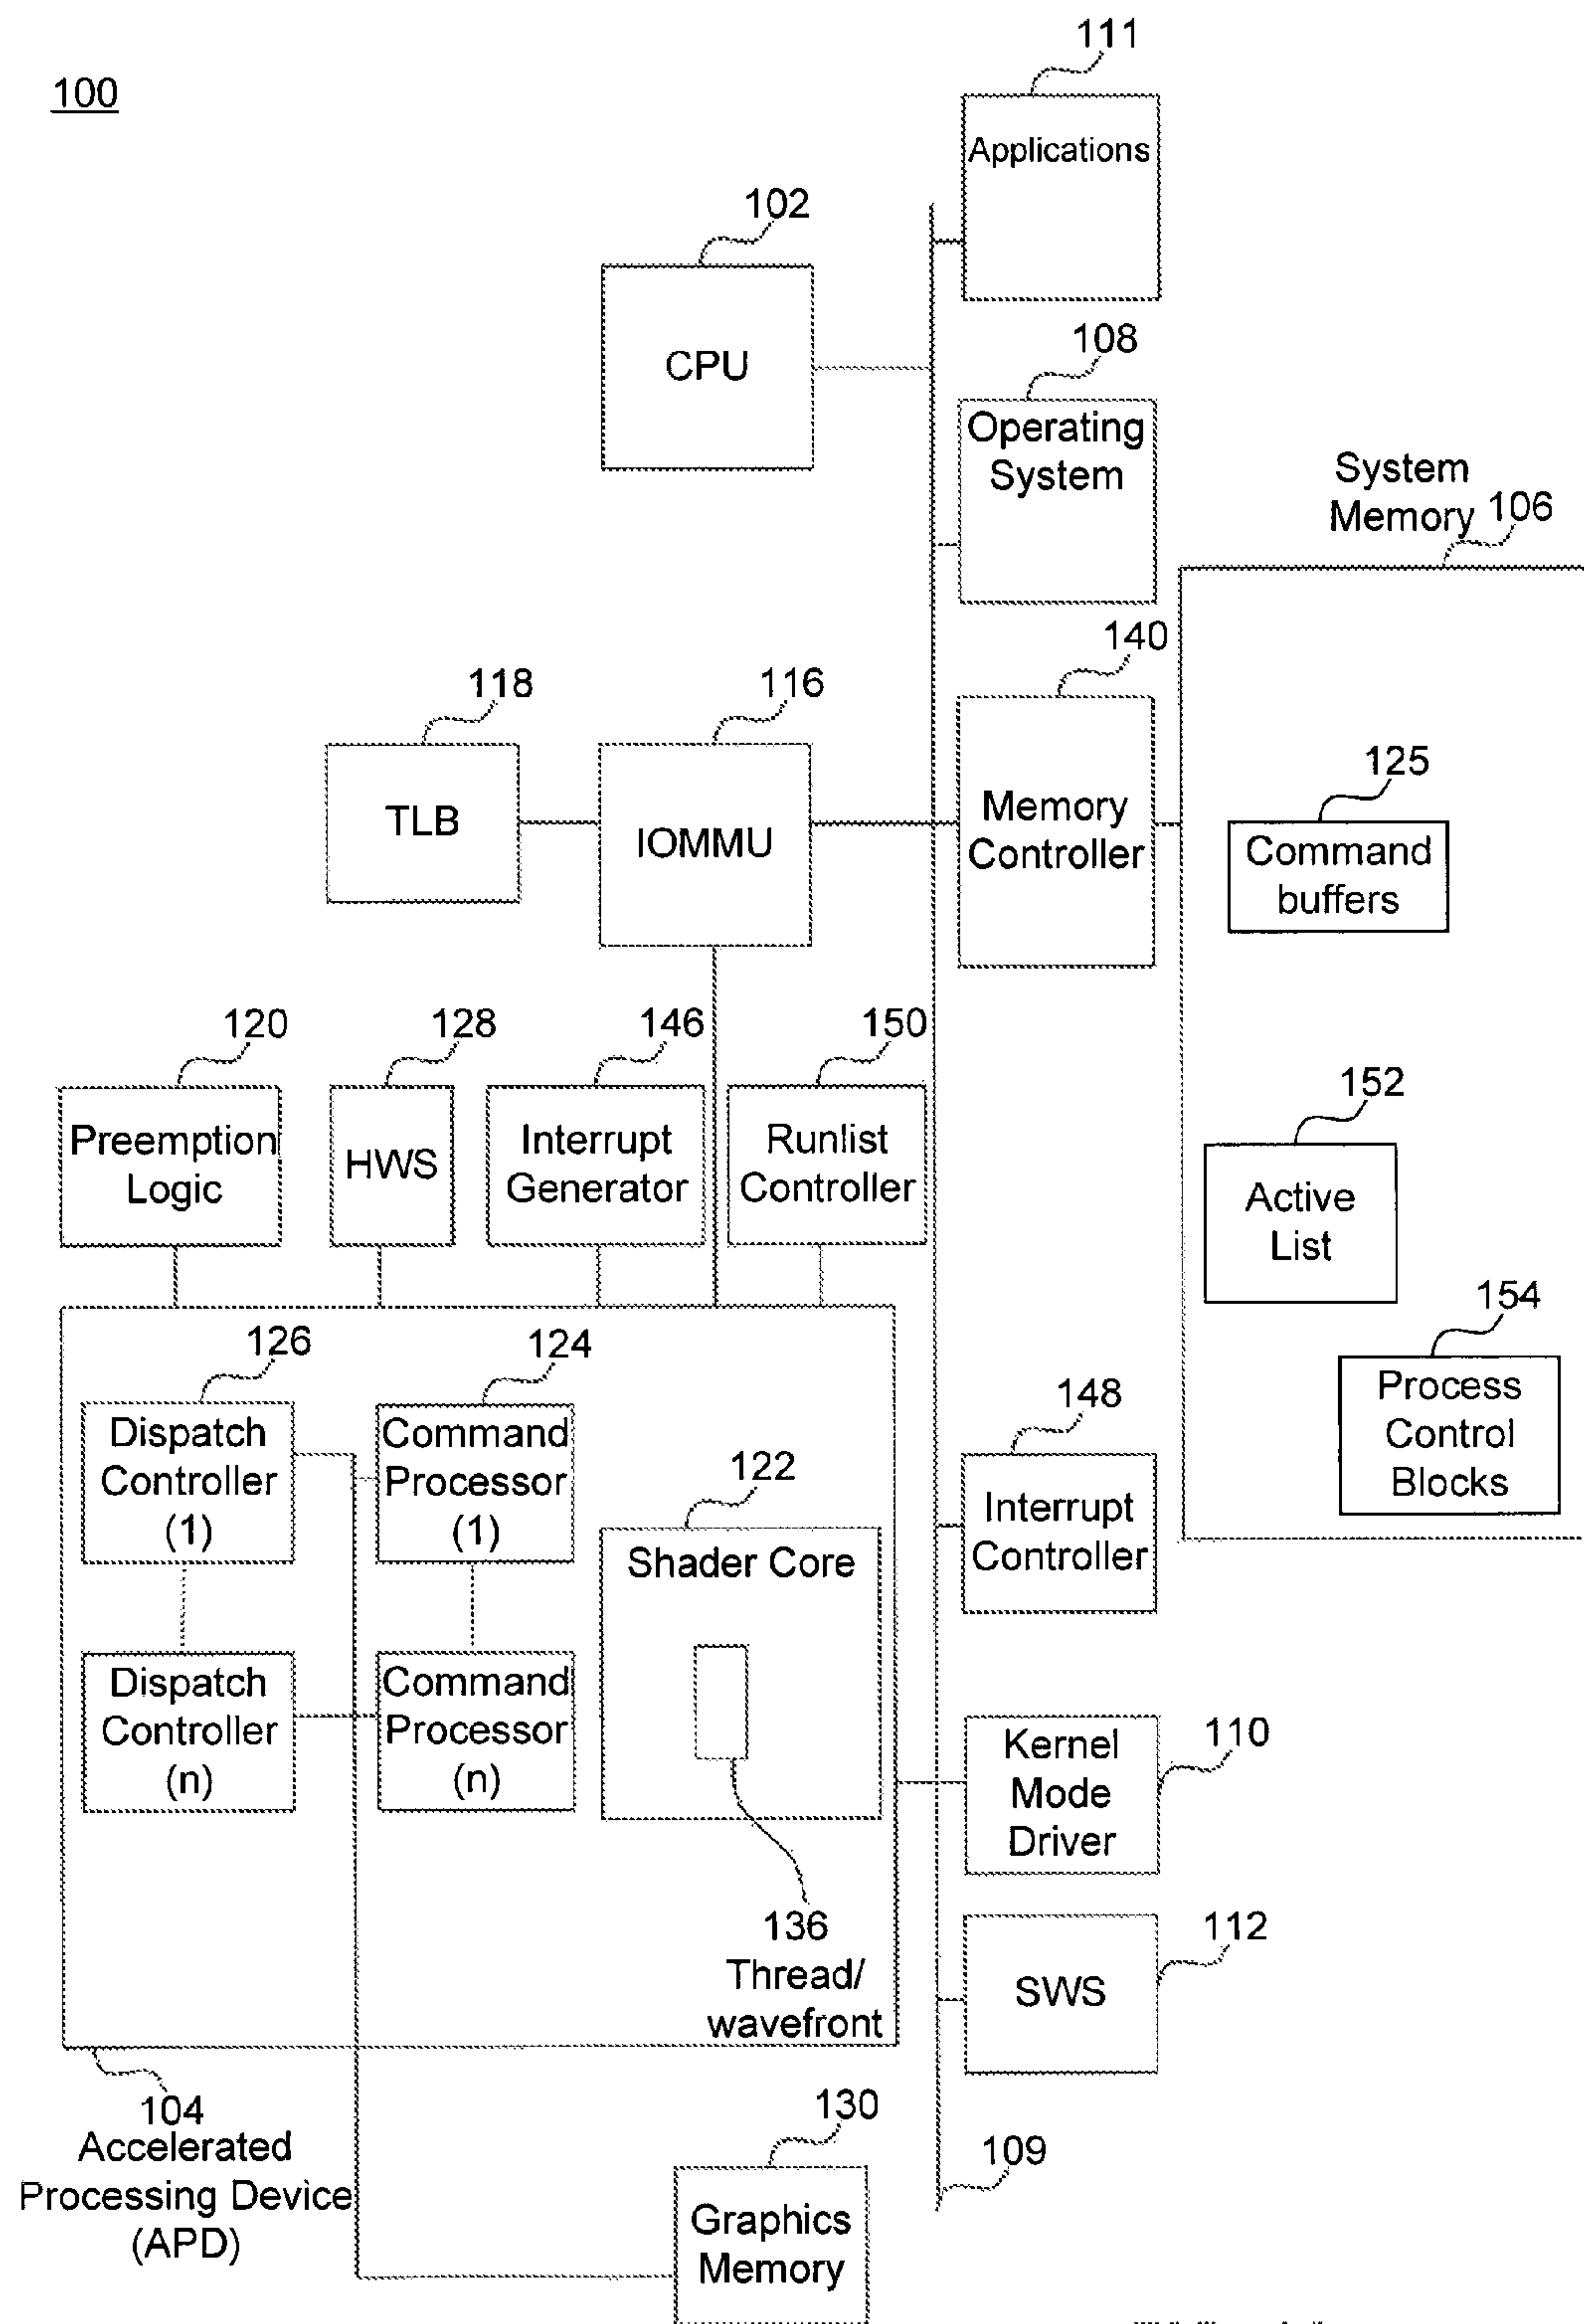 100
111
Applications
102
CPU
108
Operating
System
System
Memory 106
140
Memory
Controller
118
TLB
116
IOMMU
125
Command
buffers
120
Preemption
Logic
128
HWS
146
Interrupt
Generator
150
Runlist
Controller
152
Active
List
154
Process
Control
Blocks
126
Dispatch
Controller
(1)
124
Command
Processor
(1)
122
Shader Core
148
Interrupt
Controller
Dispatch
Controller
(n)
Command
Processor
(n)
136
Thread/
wavefront
Kernel
Mode
Driver
110
SWS
112
104
Accelerated
Processing Device
(APD)
130
Graphics
Memory
109